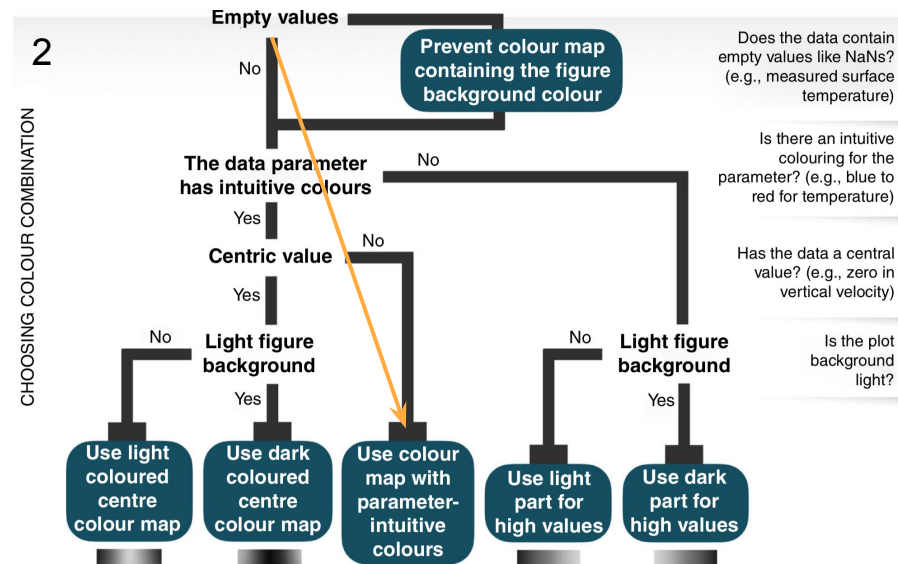 2
CHOOSING COLOUR COMBINATION
Empty values
Prevent colour map
containing the figure
background colour
No
Does the data contain
empty values like NaNs?
(e.g., measured surface
temperature)
The data parameter
has intuitive colours
No
Yes
Is there an intuitive
colouring for the
parameter? (e.g., blue to
red for temperature)
Centric value
No
Yes
Has the data a central
value? (e.g., zero in
vertical velocity)
Light figure
background
No
Yes
Light figure
background
No
Yes
Is the plot
background
light?
Use light
coloured
centre
colour map
Use dark
coloured
centre
colour map
Use colour
map with
parameter-
intuitive
colours
Use light
part for
high values
Use dark
part for
high values